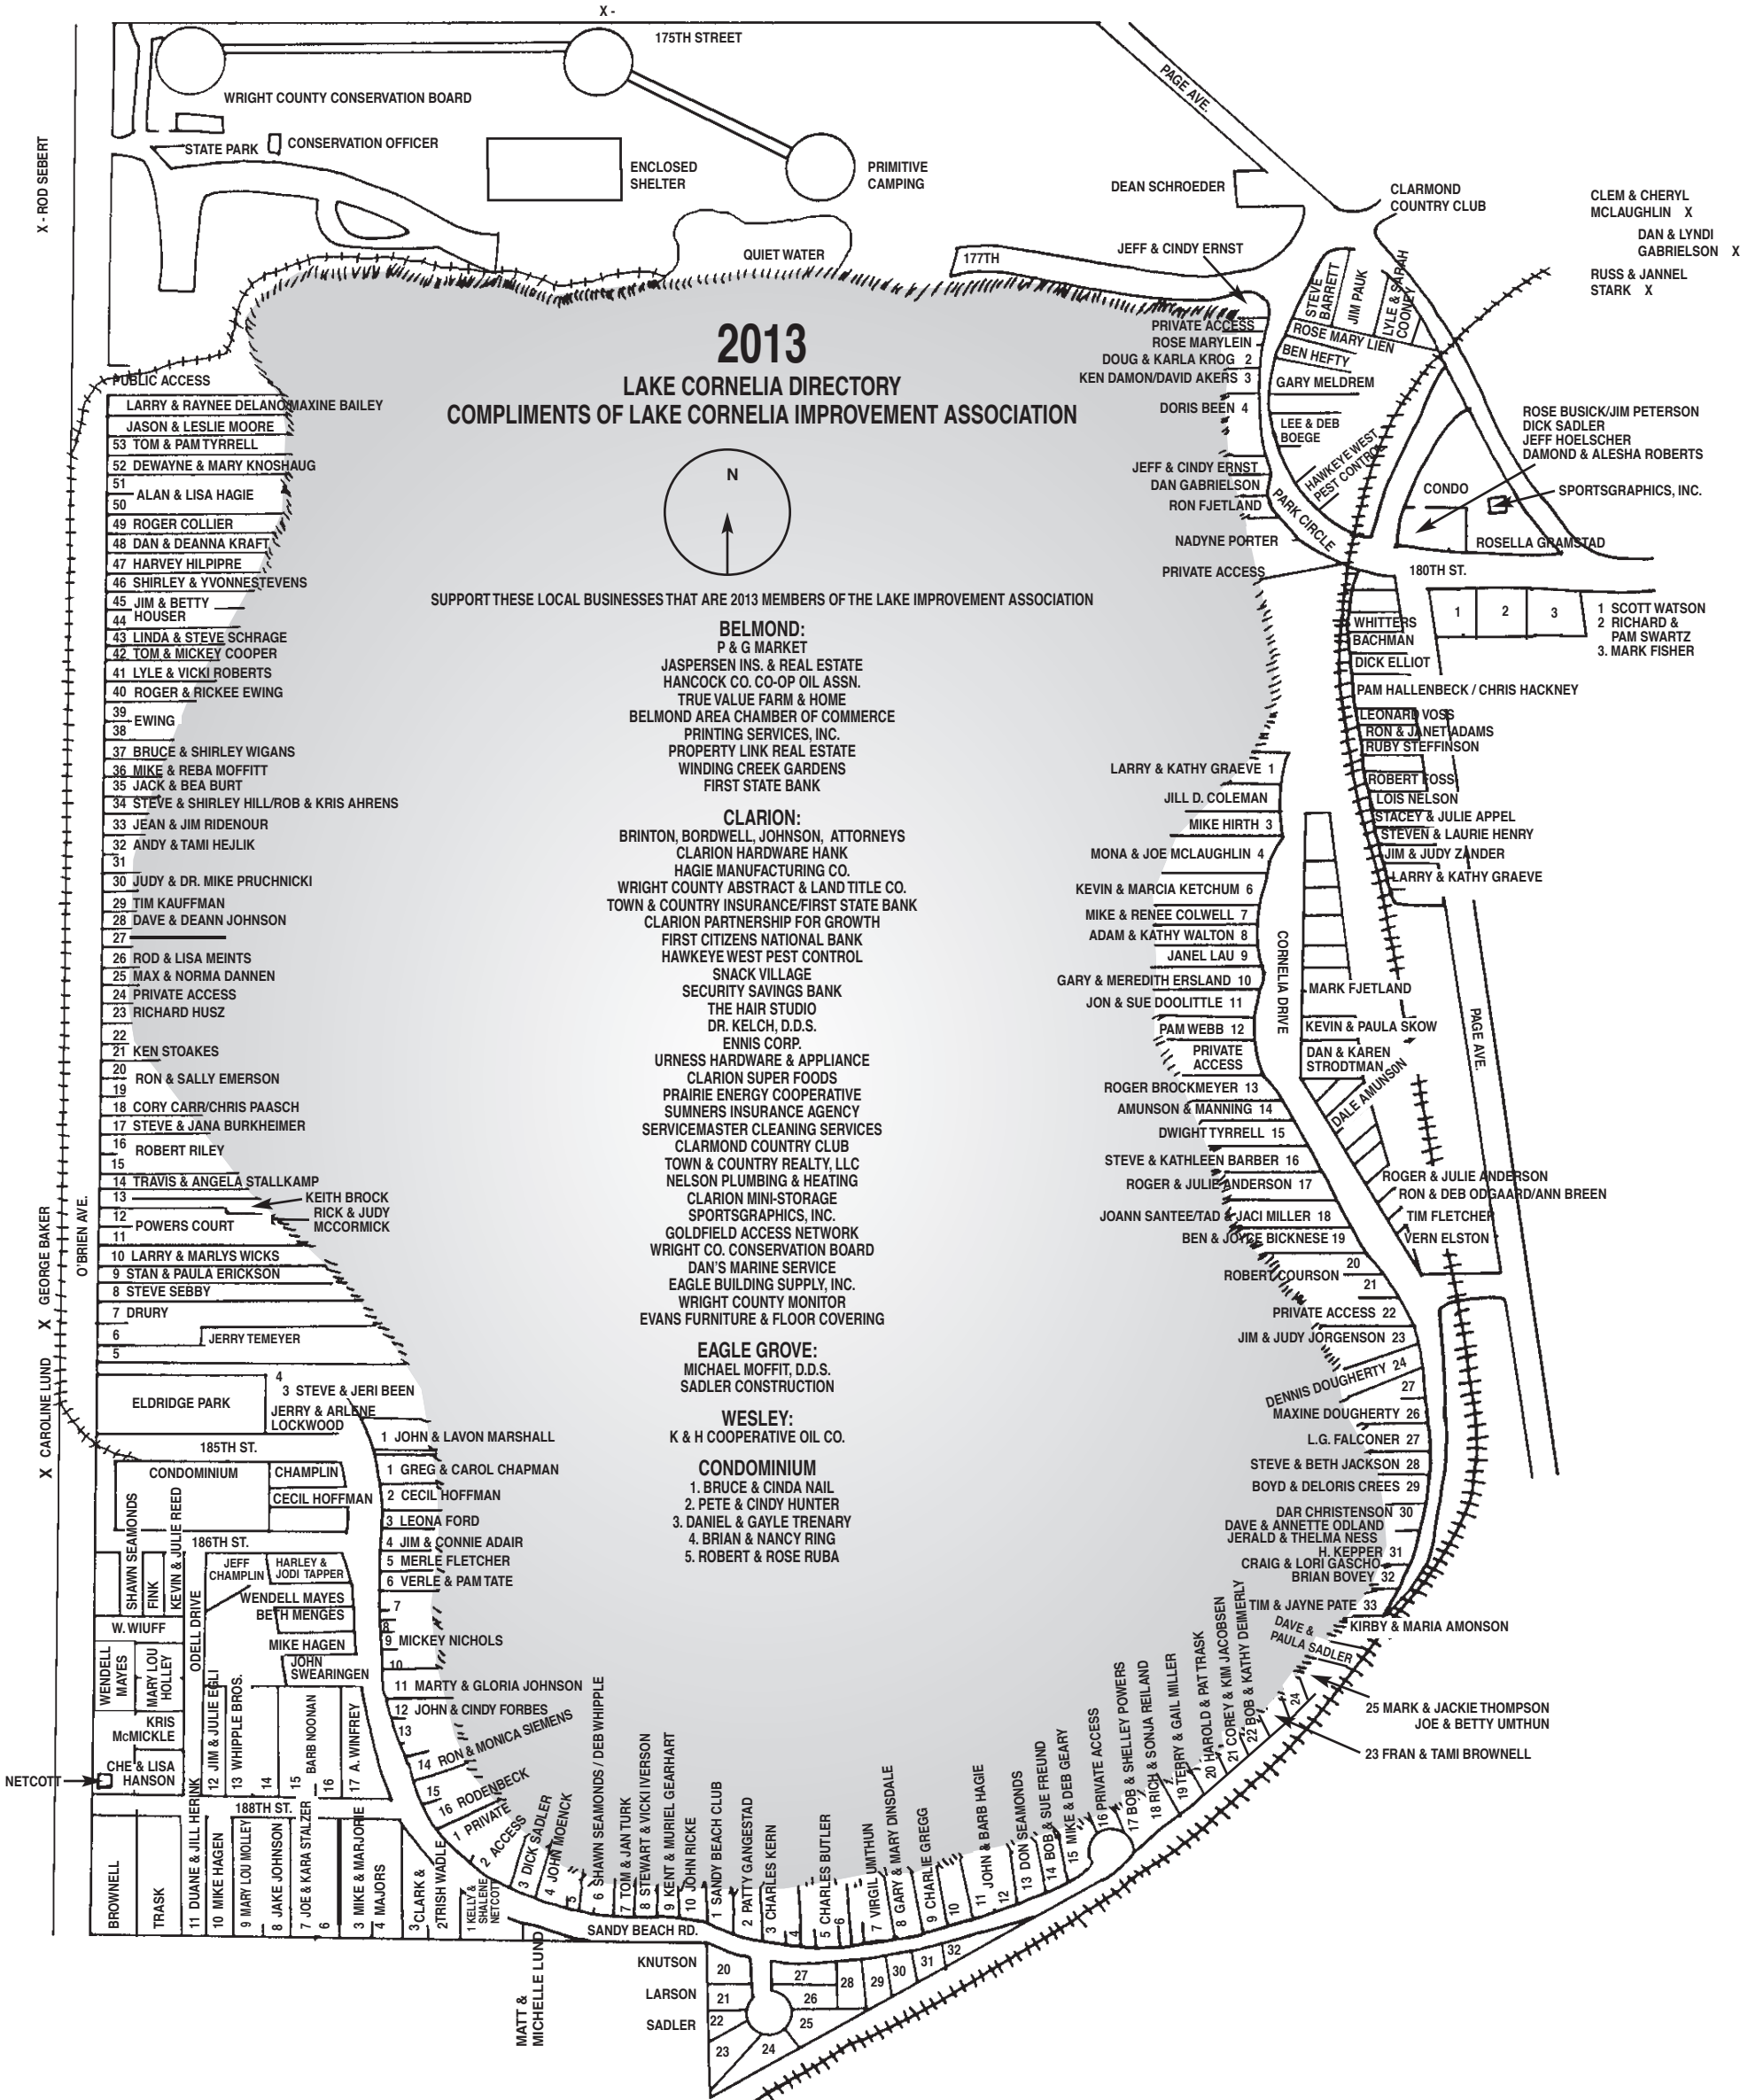 X -
175TH STREET
PAGE AVE.
WRIGHT COUNTY CONSERVATION BOARD
STATE PARK
CONSERVATION OFFICER
ENCLOSED
SHELTER
PRIMITIVE
CAMPING
X - ROD SEBERT
QUIET WATER
177TH
DEAN SCHROEDER
CLARMOND
COUNTRY CLUB
CLEM & CHERYL
MCLAUGHLIN X
DAN & LYNDI
GABRIELSON X
RUSS & JANNEL
STARK X
JEFF & CINDY ERNST
STEVE
BARRETT
JIM PAUK
LYLE & SARAH
COONEY
ROSE MARY LIEN
BEN HEFTY
GARY MELDREM
LEE & DEB
BOEGE
HAWKEYE WEST
PEST CONTROL
PARK CIRCLE
2013
LAKE CORNELIA DIRECTORY
COMPLIMENTS OF LAKE CORNELIA IMPROVEMENT ASSOCIATION
N
PUBLIC ACCESS
LARRY & RAYNEE DELANO/MAXINE BAILEY
JASON & LESLIE MOORE
53 TOM & PAM TYRRELL
52 DEWAYNE & MARY KNOSHAUG
51
ALAN & LISA HAGIE
50
49 ROGER COLLIER
48 DAN & DEANNA KRAFT
47 HARVEY HILPIPRE
46 SHIRLEY & YVONNESTEVENS
45 JIM & BETTY
44 HOUSER
43 LINDA & STEVE SCHRAGE
42 TOM & MICKEY COOPER
41 LYLE & VICKI ROBERTS
40 ROGER & RICKEE EWING
39
EWING
38
37 BRUCE & SHIRLEY WIGANS
36 MIKE & REBA MOFFITT
35 JACK & BEA BURT
34 STEVE & SHIRLEY HILL/ROB & KRIS AHRENS
33 JEAN & JIM RIDENOUR
32 ANDY & TAMI HEJLIK
31
30 JUDY & DR. MIKE PRUCHNICKI
29 TIM KAUFFMAN
28 DAVE & DEANN JOHNSON
27
26 ROD & LISA MEINTS
25 MAX & NORMA DANNEN
24 PRIVATE ACCESS
23 RICHARD HUSZ
22
21 KEN STOAKES
20
RON & SALLY EMERSON
19
18 CORY CARR/CHRIS PAASCH
17 STEVE & JANA BURKHEIMER
16
ROBERT RILEY
15
14 TRAVIS & ANGELA STALLKAMP
13
KEITH BROCK
RICK & JUDY
MCCORMICK
12
POWERS COURT
11
10 LARRY & MARLYS WICKS
9 STAN & PAULA ERICKSON
8 STEVE SEBBY
7 DRURY
6
JERRY TEMEYER
5
4
3 STEVE & JERI BEEN
ELDRIDGE PARK
JERRY & ARLENE
LOCKWOOD
O'BRIEN AVE.
X CAROLINE LUND X GEORGE BAKER
SUPPORT THESE LOCAL BUSINESSES THAT ARE 2013 MEMBERS OF THE LAKE IMPROVEMENT ASSOCIATION
BELMOND:
P & G MARKET
JASPERSEN INS. & REAL ESTATE
HANCOCK CO. CO-OP OIL ASSN.
TRUE VALUE FARM & HOME
BELMOND AREA CHAMBER OF COMMERCE
PRINTING SERVICES, INC.
PROPERTY LINK REAL ESTATE
WINDING CREEK GARDENS
FIRST STATE BANK
CLARION:
BRINTON, BORDWELL, JOHNSON, ATTORNEYS
CLARION HARDWARE HANK
HAGIE MANUFACTURING CO.
WRIGHT COUNTY ABSTRACT & LAND TITLE CO.
TOWN & COUNTRY INSURANCE/FIRST STATE BANK
CLARION PARTNERSHIP FOR GROWTH
FIRST CITIZENS NATIONAL BANK
HAWKEYE WEST PEST CONTROL
SNACK VILLAGE
SECURITY SAVINGS BANK
THE HAIR STUDIO
DR. KELCH, D.D.S.
ENNIS CORP.
URNESS HARDWARE & APPLIANCE
CLARION SUPER FOODS
PRAIRIE ENERGY COOPERATIVE
SUMNERS INSURANCE AGENCY
SERVICEMASTER CLEANING SERVICES
CLARMOND COUNTRY CLUB
TOWN & COUNTRY REALTY, LLC
NELSON PLUMBING & HEATING
CLARION MINI-STORAGE
SPORTSGRAPHICS, INC.
GOLDFIELD ACCESS NETWORK
WRIGHT CO. CONSERVATION BOARD
DAN'S MARINE SERVICE
EAGLE BUILDING SUPPLY, INC.
WRIGHT COUNTY MONITOR
EVANS FURNITURE & FLOOR COVERING
EAGLE GROVE:
MICHAEL MOFFIT, D.D.S.
SADLER CONSTRUCTION
WESLEY:
K & H COOPERATIVE OIL CO.
CONDOMINIUM
1. BRUCE & CINDA NAIL
2. PETE & CINDY HUNTER
3. DANIEL & GAYLE TRENARY
4. BRIAN & NANCY RING
5. ROBERT & ROSE RUBA
PRIVATE ACCESS
ROSE MARYLEIN
DOUG & KARLA KROG 2
KEN DAMON/DAVID AKERS 3
DORIS BEEN 4
JEFF & CINDY ERNST
DAN GABRIELSON
RON FJETLAND
NADYNE PORTER
PRIVATE ACCESS
ROSE BUSICK/JIM PETERSON
DICK SADLER
JEFF HOELSCHER
DAMOND & ALESHA ROBERTS
CONDO
SPORTSGRAPHICS, INC.
ROSELLA GRAMSTAD
180TH ST.
1 2 3
1 SCOTT WATSON
2 RICHARD &
PAM SWARTZ
3. MARK FISHER
WHITTERS
BACHMAN
DICK ELLIOT
PAM HALLENBECK / CHRIS HACKNEY
LEONARD VOSS
RON & JANET ADAMS
RUBY STEFFINSON
ROBERT FOSS
LOIS NELSON
STACEY & JULIE APPEL
STEVEN & LAURIE HENRY
JIM & JUDY ZANDER
LARRY & KATHY GRAEVE
LARRY & KATHY GRAEVE 1
JILL D. COLEMAN
MIKE HIRTH 3
MONA & JOE MCLAUGHLIN 4
KEVIN & MARCIA KETCHUM 6
MIKE & RENEE COLWELL 7
ADAM & KATHY WALTON 8
JANEL LAU 9
GARY & MEREDITH ERSLAND 10
JON & SUE DOOLITTLE 11
PAM WEBB 12
PRIVATE
ACCESS
ROGER BROCKMEYER 13
AMUNSON & MANNING 14
DWIGHT TYRRELL 15
STEVE & KATHLEEN BARBER 16
ROGER & JULIE ANDERSON 17
JOANN SANTEE/TAD & JACI MILLER 18
BEN & JOYCE BICKNESE 19
20
ROBERT COURSON
21
PRIVATE ACCESS 22
JIM & JUDY JORGENSON 23
DENNIS DOUGHERTY 24
27
MAXINE DOUGHERTY 26
L.G. FALCONER 27
STEVE & BETH JACKSON 28
BOYD & DELORIS CREES 29
DAR CHRISTENSON 30
DAVE & ANNETTE ODLAND
JERALD & THELMA NESS
H. KEPPER 31
CRAIG & LORI GASCHO
BRIAN BOVEY 32
TIM & JAYNE PATE 33
KIRBY & MARIA AMONSON
DAVE &
PAULA SADLER
CORNELIA DRIVE
MARK FJETLAND
KEVIN & PAULA SKOW
DAN & KAREN
STRODTMAN
DALE AMUNSON
PAGE AVE.
ROGER & JULIE ANDERSON
RON & DEB ODGAARD/ANN BREEN
TIM FLETCHER
VERN ELSTON
24
25 MARK & JACKIE THOMPSON
JOE & BETTY UMTHUN
23 FRAN & TAMI BROWNELL
185TH ST.
CONDOMINIUM
CHAMPLIN
CECIL HOFFMAN
186TH ST.
1 JOHN & LAVON MARSHALL
1 GREG & CAROL CHAPMAN
2 CECIL HOFFMAN
3 LEONA FORD
4 JIM & CONNIE ADAIR
5 MERLE FLETCHER
6 VERLE & PAM TATE
7
8
9 MICKEY NICHOLS
10
11 MARTY & GLORIA JOHNSON
12 JOHN & CINDY FORBES
13
14 RON & MONICA SIEMENS
15
16 RODENBECK
1 PRIVATE
2 ACCESS
3 DICK SADLER
4 JOHN MOENCK
5
6 SHAWN SEAMONDS / DEB WHIPPLE
7 TOM & JAN TURK
8 STEWART & VICKI IVERSON
9 KENT & MURIEL GEARHART
10 JOHN RICKE
1 SANDY BEACH CLUB
2 PATTY GANGESTAD
3 CHARLES KERN
4
5 CHARLES BUTLER
6
7 VIRGIL UMTHUN
8 GARY & MARY DINSDALE
9 CHARLIE GREGG
10
11 JOHN & BARB HAGIE
12
13 DON SEAMONDS
14 BOB & SUE FREUND
15 MIKE & DEB GEARY
16 PRIVATE ACCESS
17 BOB & SHELLEY POWERS
18 RICH & SONJA REILAND
19 TERRY & GAIL MILLER
20 HAROLD & PAT TRASK
21 COREY & KIM JACOBSEN
22 BOB & KATHY DEIMERLY
SHAWN SEAMONDS
FINK
KEVIN & JULIE REED
ODELL DRIVE
JEFF
CHAMPLIN
HARLEY &
JODI TAPPER
WENDELL MAYES
BETH MENGES
MIKE HAGEN
JOHN
SWEARINGEN
W. WIUFF
WENDELL
MAYES
MARY LOU
HOLLEY
KRIS
McMICKLE
CHE & LISA
HANSON
NETCOTT
12 JIM & JULIE EGLI
13 WHIPPLE BROS.
14
15 BARB NOONAN
16
17 A. WINFREY
188TH ST.
BROWNELL
TRASK
11 DUANE & JILL HERINK
10 MIKE HAGEN
9 MARY LOU MOLLEY
8 JAKE JOHNSON
7 JOE & KARA STALZER
6
3 MIKE & MARJORIE
4 MAJORS
3 CLARK &
2 TRISH WADLE
1 KELLY &
SHALENE
NETCOTT
MATT &
MICHELLE LUND
SANDY BEACH RD.
KNUTSON
LARSON
SADLER
20
21
22
23
24
25
26
27
28
29
30
31
32